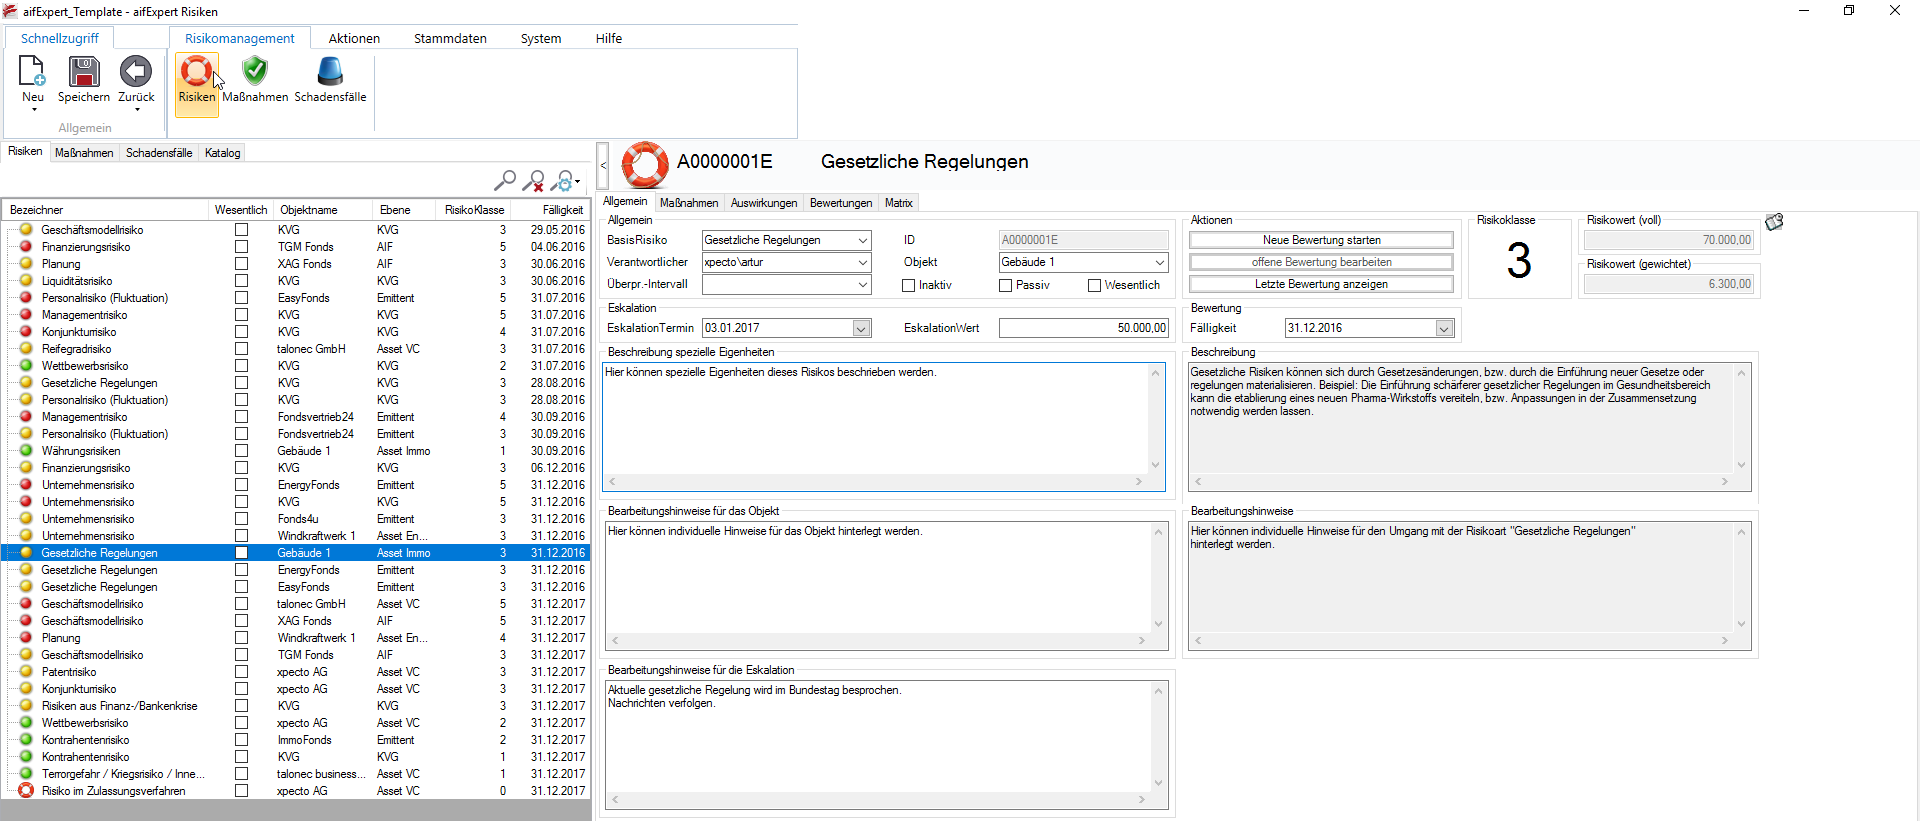 aifExpert_Template - aifExpert Risiken
Schnellzugriff Risikomanagement Aktionen Stammdaten System Hilfe
Neu Speichern Zurück Risiken Maßnahmen Schadensfälle
Allgemein
Risiken Maßnahmen Schadensfälle Katalog
Bezeichner Wesentlich Objektname Ebene RisikoKlasse Fälligkeit
Geschäftsmodellrisiko KVG KVG 3 29.05.2016
Finanzierungsrisiko TGM Fonds AIF 5 04.06.2016
Planung XAG Fonds AIF 3 30.06.2016
Liquiditätsrisiko KVG KVG 3 30.06.2016
Personalrisiko (Fluktuation) EasyFonds Emittent 5 31.07.2016
Managementrisiko KVG KVG 5 31.07.2016
Konjunkturrisiko KVG KVG 4 31.07.2016
Reifegradrisiko talonec GmbH Asset VC 3 31.07.2016
Wettbewerbsrisiko KVG KVG 2 31.07.2016
Gesetzliche Regelungen KVG KVG 3 28.08.2016
Personalrisiko (Fluktuation) KVG KVG 3 28.08.2016
Managementrisiko Fondsvertrieb24 Emittent 4 30.09.2016
Personalrisiko (Fluktuation) Fondsvertrieb24 Emittent 3 30.09.2016
Währungsrisiken Gebäude 1 Asset Immo 1 30.09.2016
Finanzierungsrisiko KVG KVG 3 06.12.2016
Unternehmensrisiko EnergyFonds Emittent 5 31.12.2016
Unternehmensrisiko KVG KVG 5 31.12.2016
Unternehmensrisiko Fonds4u Emittent 3 31.12.2016
Unternehmensrisiko Windkraftwerk 1 Asset En... 3 31.12.2016
Gesetzliche Regelungen Gebäude 1 Asset Immo 3 31.12.2016
Gesetzliche Regelungen EnergyFonds Emittent 3 31.12.2016
Gesetzliche Regelungen EasyFonds Emittent 3 31.12.2016
Geschäftsmodellrisiko talonec GmbH Asset VC 5 31.12.2017
Geschäftsmodellrisiko XAG Fonds AIF 5 31.12.2017
Planung Windkraftwerk 1 Asset En... 4 31.12.2017
Geschäftsmodellrisiko TGM Fonds AIF 3 31.12.2017
Patentrisiko xpecto AG Asset VC 3 31.12.2017
Konjunkturrisiko xpecto AG Asset VC 3 31.12.2017
Risiken aus Finanz-/Bankenkrise KVG KVG 3 31.12.2017
Wettbewerbsrisiko xpecto AG Asset VC 2 31.12.2017
Kontrahentenrisiko ImmoFonds Emittent 2 31.12.2017
Kontrahentenrisiko KVG KVG 1 31.12.2017
Terrorgefahr / Kriegsrisiko / Inne... talonec business... Asset VC 1 31.12.2017
Risiko im Zulassungsverfahren xpecto AG Asset VC 0 31.12.2017
< A0000001E Gesetzliche Regelungen
Allgemein Maßnahmen Auswirkungen Bewertungen Matrix
Allgemein
BasisRisiko Gesetzliche Regelungen ID A0000001E
Verantwortlicher xpecto\artur Objekt Gebäude 1
Überpr.-Intervall Inaktiv Passiv Wesentlich
Aktionen
Neue Bewertung starten
offene Bewertung bearbeiten
Letzte Bewertung anzeigen
Risikoklasse
3
Risikowert (voll)
70.000,00
Risikowert (gewichtet)
6.300,00
Eskalation
EskalationTermin 03.01.2017 EskalationWert 50.000,00
Bewertung
Fälligkeit 31.12.2016
Beschreibung spezielle Eigenheiten
Hier können spezielle Eigenheiten dieses Risikos beschrieben werden.
Beschreibung
Gesetzliche Risiken können sich durch Gesetzesänderungen, bzw. durch die Einführung neuer Gesetze oder
regelungen materialisieren. Beispiel: Die Einführung schärferer gesetzlicher Regelungen im Gesundheitsbereich
kann die etablierung eines neuen Pharma-Wirkstoffs vereiteln, bzw. Anpassungen in der Zusammensetzung
notwendig werden lassen.
Bearbeitungshinweise für das Objekt
Hier können individuelle Hinweise für das Objekt hinterlegt werden.
Bearbeitungshinweise
Hier können individuelle Hinweise für den Umgang mit der Risikoart "Gesetzliche Regelungen"
hinterlegt werden.
Bearbeitungshinweise für die Eskalation
Aktuelle gesetzliche Regelung wird im Bundestag besprochen.
Nachrichten verfolgen.